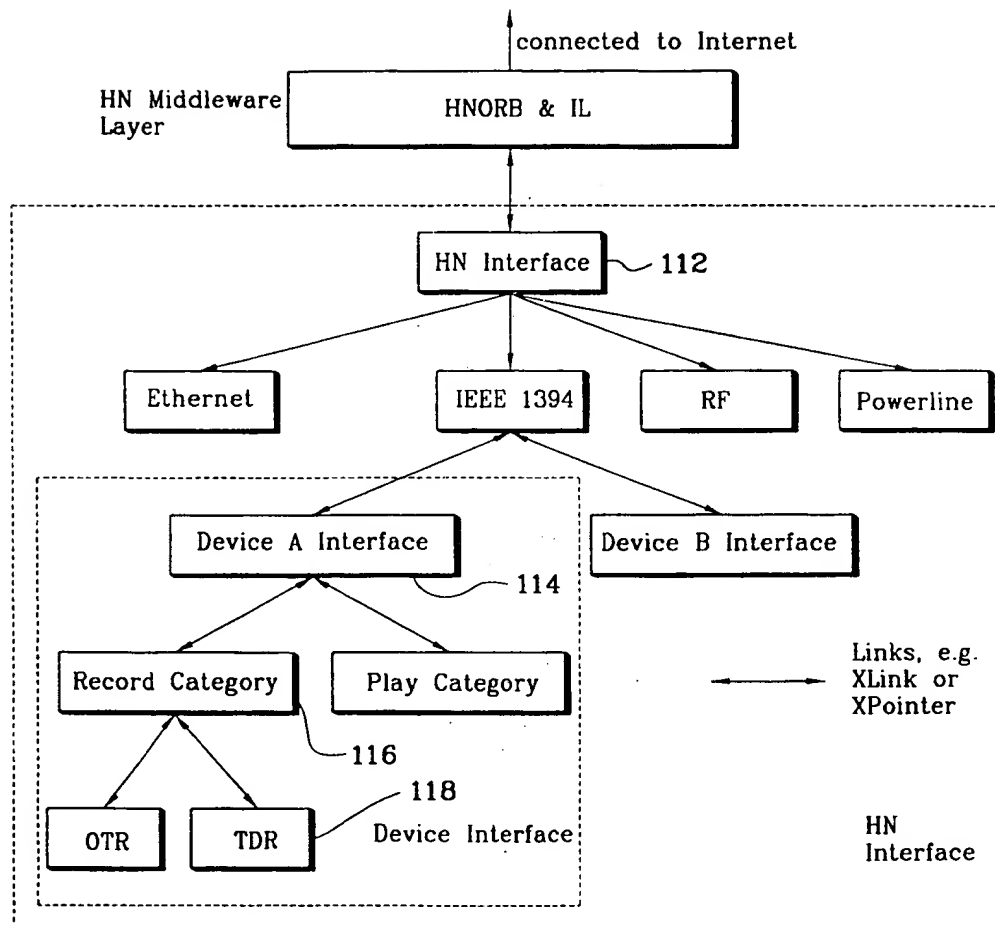 connected to Internet
HN Middleware
Layer
HNORB & IL
HN Interface
112
Ethernet
IEEE 1394
RF
Powerline
Device A Interface
Device B Interface
114
Record Category
Play Category
Links, e.g.
XLink or
XPointer
116
118
OTR
TDR
Device Interface
HN
Interface